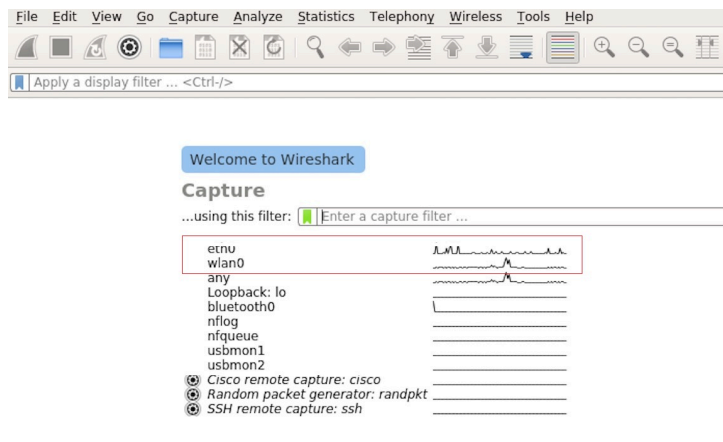 File Edit View Go Capture Analyze Statistics Telephony Wireless Tools Help
Apply a display filter ... <Ctrl-/>
Welcome to Wireshark
Capture
...using this filter: Enter a capture filter ...
eth0
wlan0
any
Loopback: lo
bluetooth0
nflog
nfqueue
usbmon1
usbmon2
Cisco remote capture: cisco
Random packet generator: randpkt
SSH remote capture: ssh